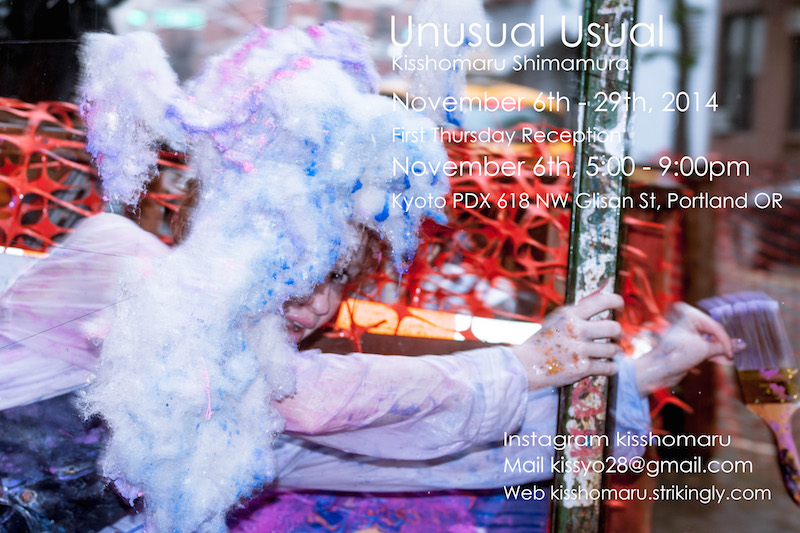 Unusual Usual
Kisshomaru Shimamura
November 6th - 29th, 2014
First Thursday Reception
November 6th, 5:00 - 9:00pm
Kyoto PDX 618 NW Glisan St, Portland OR
Instagram kisshomaru
Mail kissyo28@gmail.com
Web kisshomaru.strikingly.com